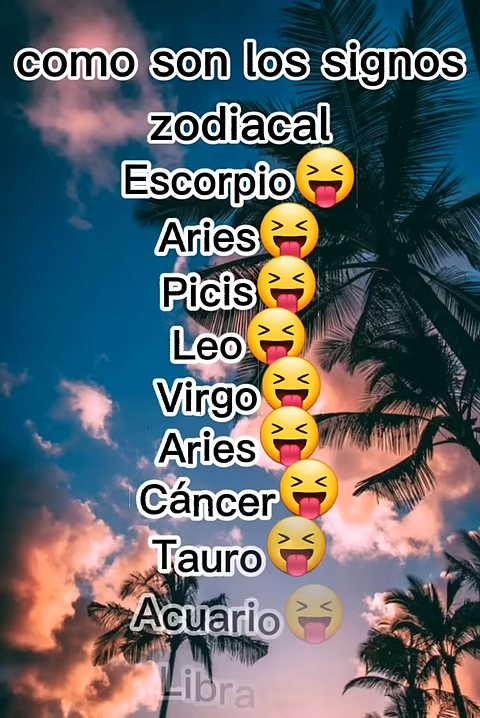 como son los signos
zodiacal
Escorpio😝
Aries😝
Picis😝
Leo😝
Virgo😝
Aries😝
Cáncer😝
Tauro😝
Acuario😝
Libra